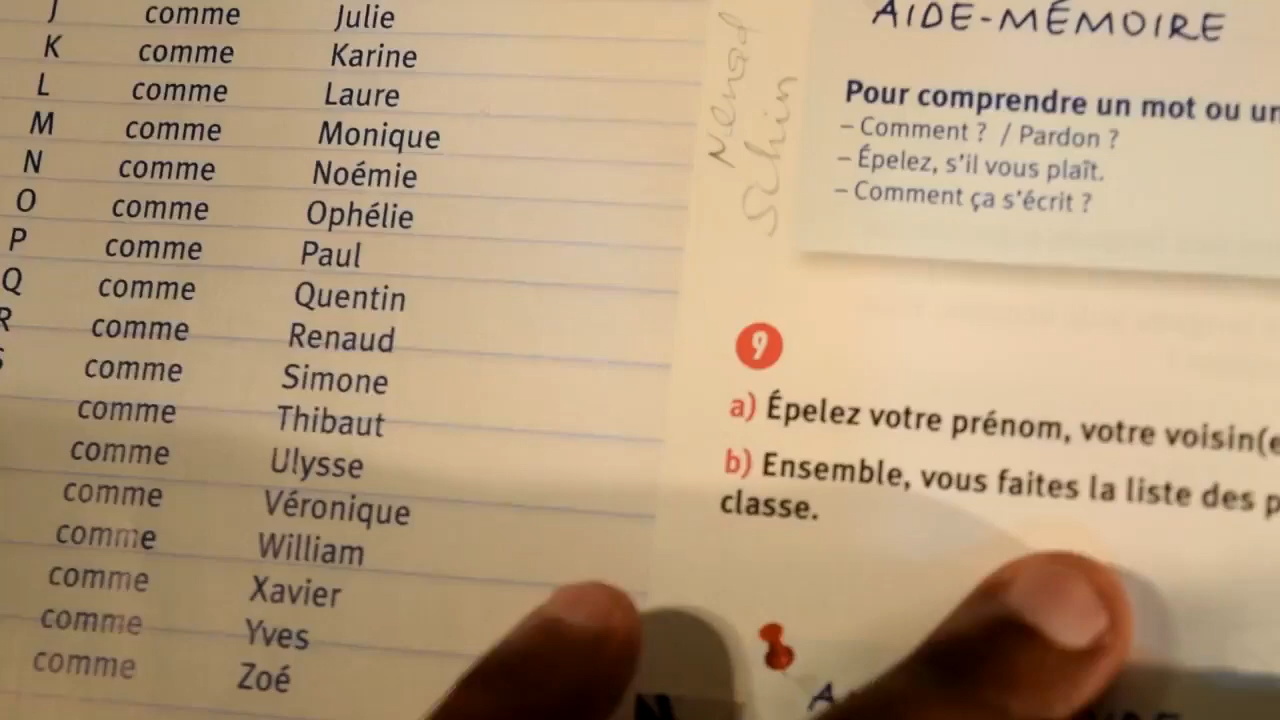 J comme Julie
K comme Karine
L comme Laure
M comme Monique
N comme Noémie
O comme Ophélie
P comme Paul
Q comme Quentin
R comme Renaud
S comme Simone
comme Thibaut
comme Ulysse
comme Véronique
comme William
comme Xavier
comme Yves
comme Zoé
Nenad
Sahin
AIDE-MÉMOIRE
Pour comprendre un mot ou un
– Comment ? / Pardon ?
– Épelez, s'il vous plaît.
– Comment ça s'écrit ?
9
a) Épelez votre prénom, votre voisin(e
b) Ensemble, vous faites la liste des p
classe.